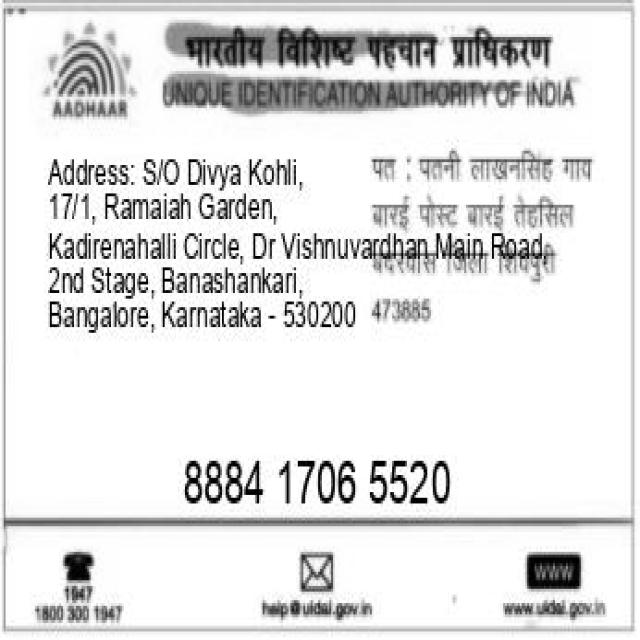 भारतीय विशिष्ट पहचान प्राधिकरण
AADHAAR
UNIQUE IDENTIFICATION AUTHORITY OF INDIA
Address: S/O Divya Kohli,
17/1, Ramaiah Garden,
Kadirenahalli Circle, Dr Vishnuvardhan Main Road,
2nd Stage, Banashankari,
Bangalore, Karnataka - 530200
पत : पतनी लाखनसिंह गाय
बारई पोस्ट बारई तेहसिल
बदरवास जिला शिवपुरी
473885
8884 1706 5520
1947
1800 300 1947
help@uidai.gov.in
WWW
www.uidai.gov.in